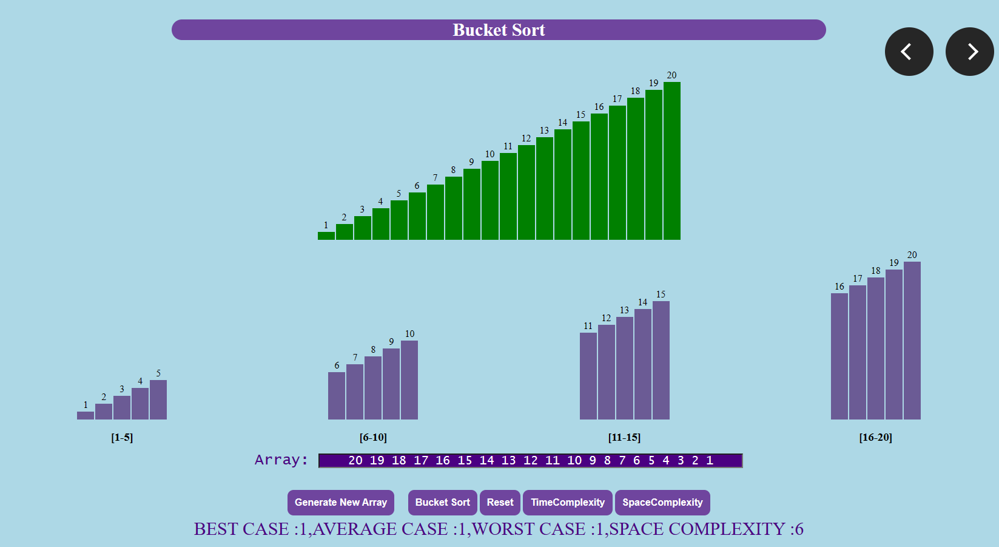 Bucket Sort
1 2 3 4 5 6 7 8 9 10 11 12 13 14 15 16 17 18 19 20
1 2 3 4 5
6 7 8 9 10
11 12 13 14 15
16 17 18 19 20
[1-5] [6-10] [11-15] [16-20]
Array: 20 19 18 17 16 15 14 13 12 11 10 9 8 7 6 5 4 3 2 1
Generate New Array Bucket Sort Reset TimeComplexity SpaceComplexity
BEST CASE :1,AVERAGE CASE :1,WORST CASE :1,SPACE COMPLEXITY :6